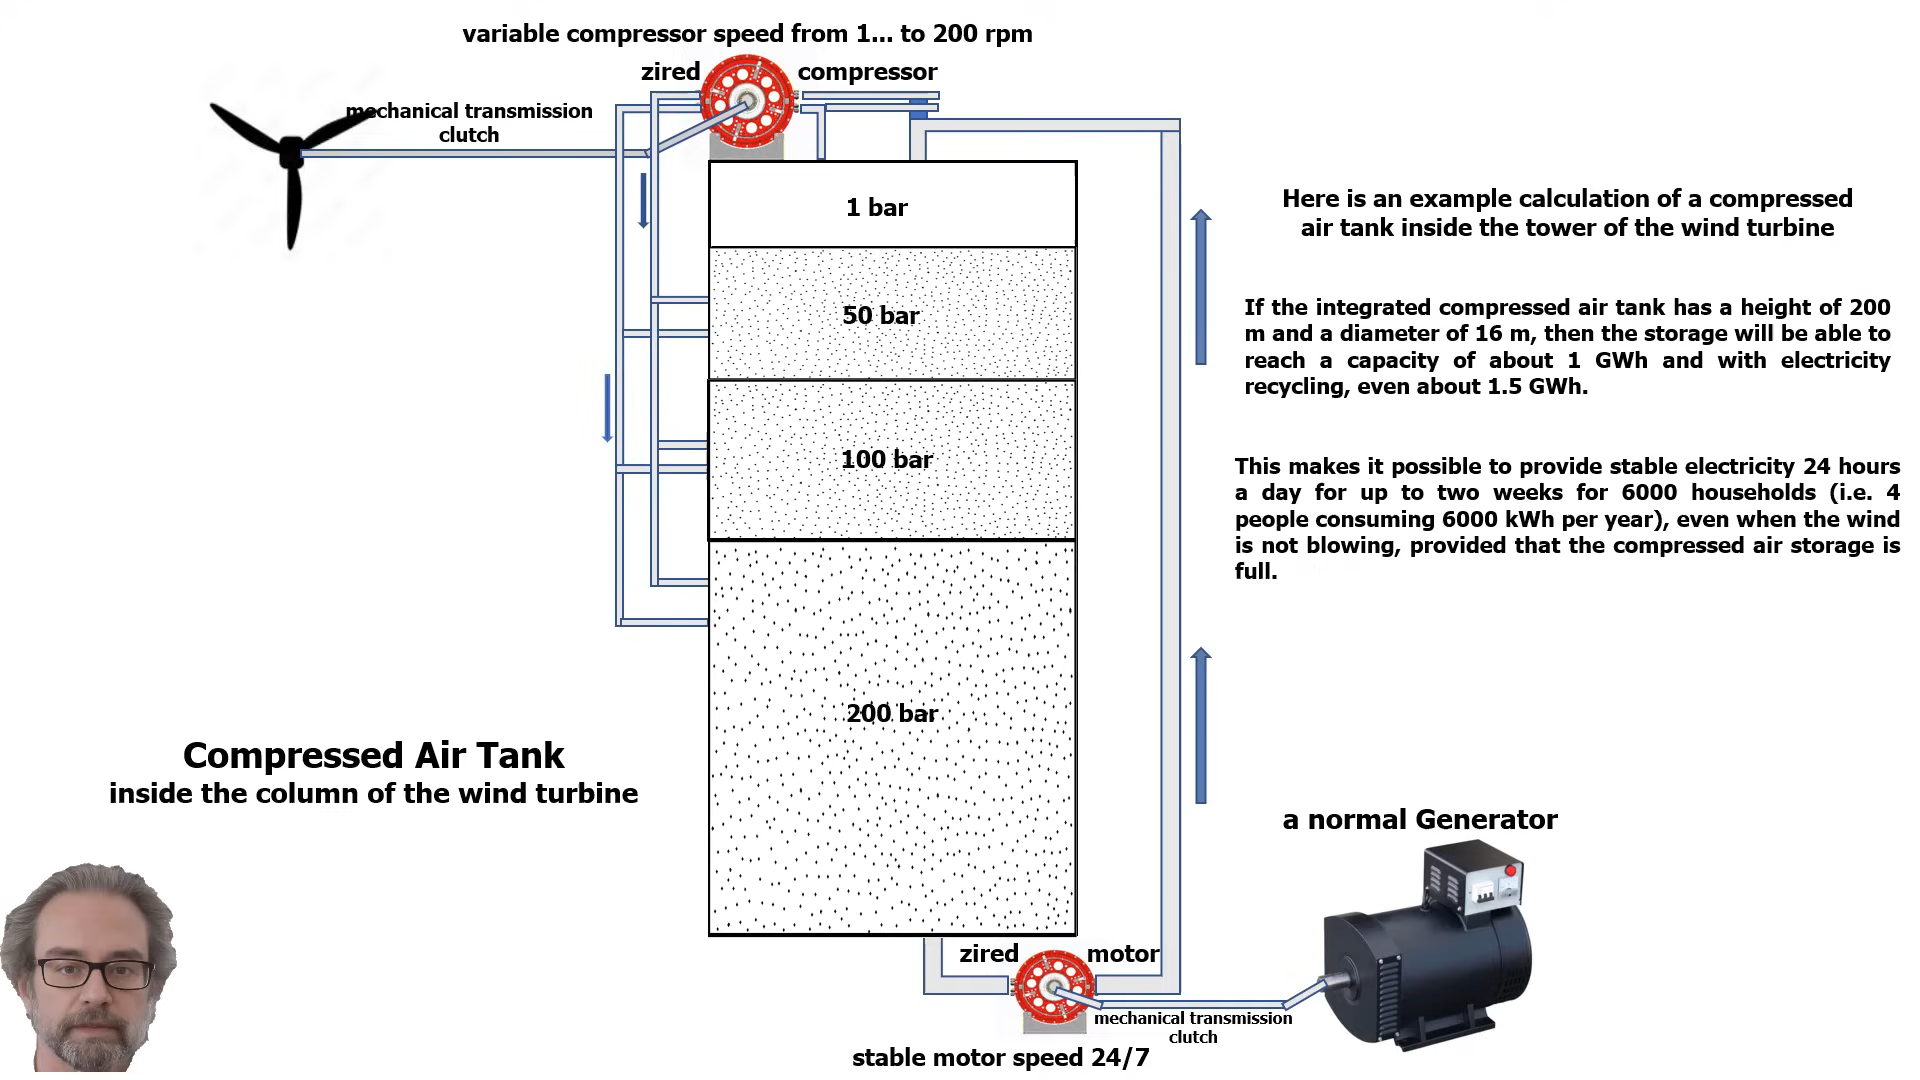 variable compressor speed from 1... to 200 rpm
zired compressor
mechanical transmission
clutch
1 bar
50 bar
100 bar
200 bar
Here is an example calculation of a compressed
air tank inside the tower of the wind turbine
If the integrated compressed air tank has a height of 200
m and a diameter of 16 m, then the storage will be able to
reach a capacity of about 1 GWh and with electricity
recycling, even about 1.5 GWh.
This makes it possible to provide stable electricity 24 hours
a day for up to two weeks for 6000 households (i.e. 4
people consuming 6000 kWh per year), even when the wind
is not blowing, provided that the compressed air storage is
full.
Compressed Air Tank
inside the column of the wind turbine
a normal Generator
zired motor
mechanical transmission
clutch
stable motor speed 24/7